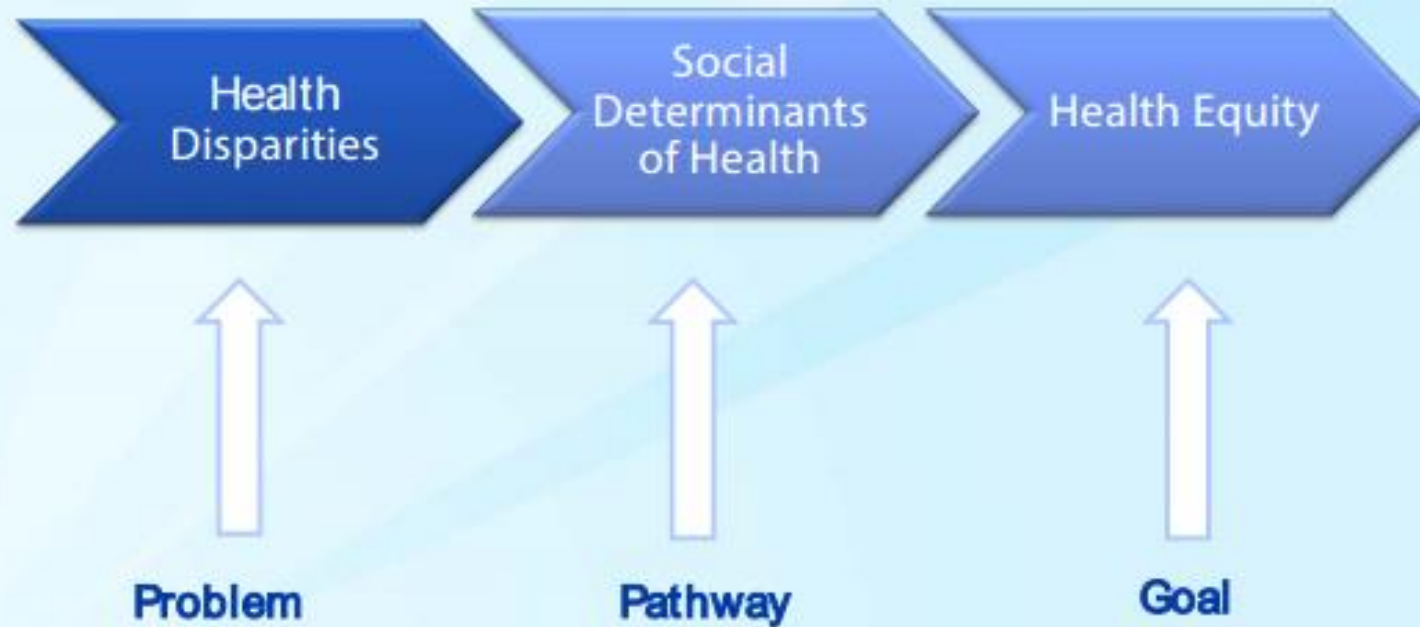 Health
Disparities
Social
Determinants
of Health
Health Equity
Problem
Pathway
Goal